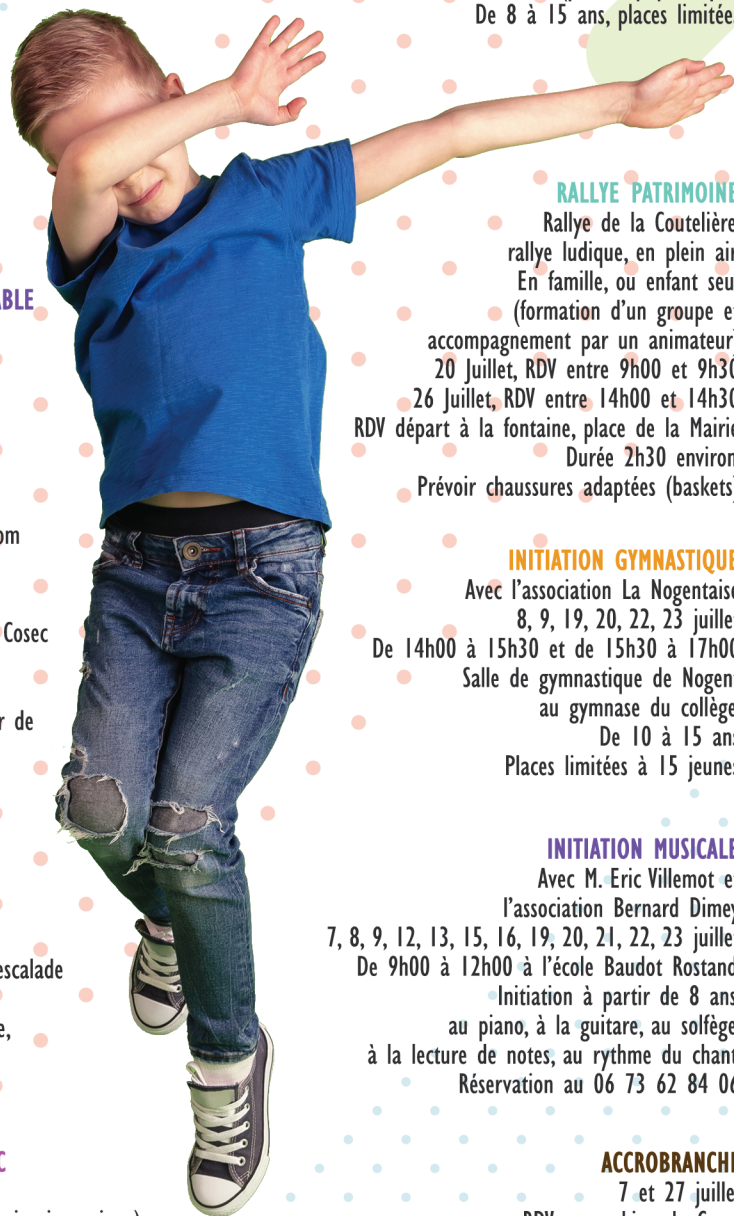 De 8 à 15 ans, places limitée
RALLYE PATRIMOINE
Rallye de la Coutelière
rallye ludique, en plein air
En famille, ou enfant seu
(formation d'un groupe et
accompagnement par un animateur)
20 Juillet, RDV entre 9h00 et 9h30
26 Juillet, RDV entre 14h00 et 14h30
RDV départ à la fontaine, place de la Mairie
Durée 2h30 environ
Prévoir chaussures adaptées (baskets)
INITIATION GYMNASTIQUE
Avec l'association La Nogentaise
8, 9, 19, 20, 22, 23 juille
De 14h00 à 15h30 et de 15h30 à 17h00
Salle de gymnastique de Nogen
au gymnase du collège
De 10 à 15 ans
Places limitées à 15 jeunes
INITIATION MUSICALE
Avec M. Eric Villemot e
l'association Bernard Dimey
7, 8, 9, 12, 13, 15, 16, 19, 20, 21, 22, 23 juille
De 9h00 à 12h00 à l'école Baudot Rostand
Initiation à partir de 8 ans
au piano, à la guitare, au solfège
à la lecture de notes, au rythme du chant
Réservation au 06 73 62 84 06
ACCROBRANCHE
7 et 27 juille
ABLE
om
Cosec
r de
escalade
e,
C